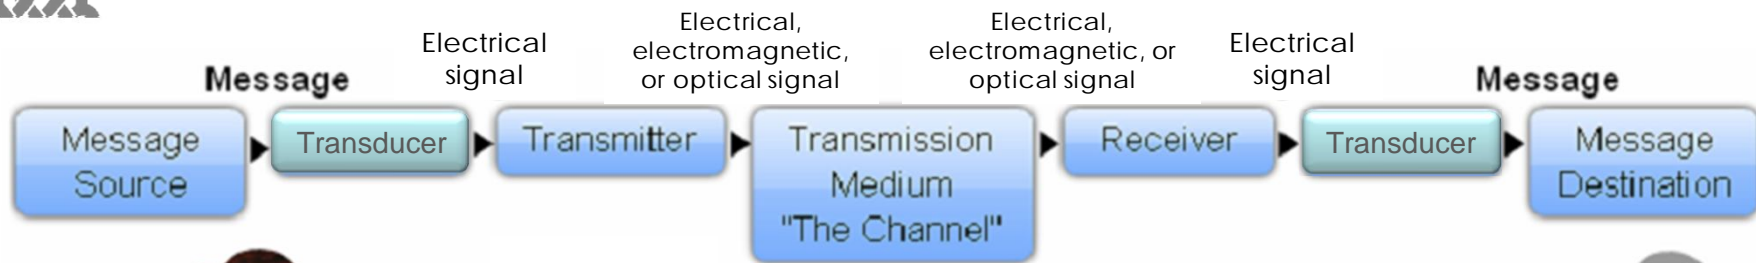 Message
Electrical
signal
Electrical,
electromagnetic,
or optical signal
Electrical,
electromagnetic, or
optical signal
Electrical
signal
Message
Message
Source
Transducer
Transmitter
Transmission
Medium
"The Channel"
Receiver
Transducer
Message
Destination